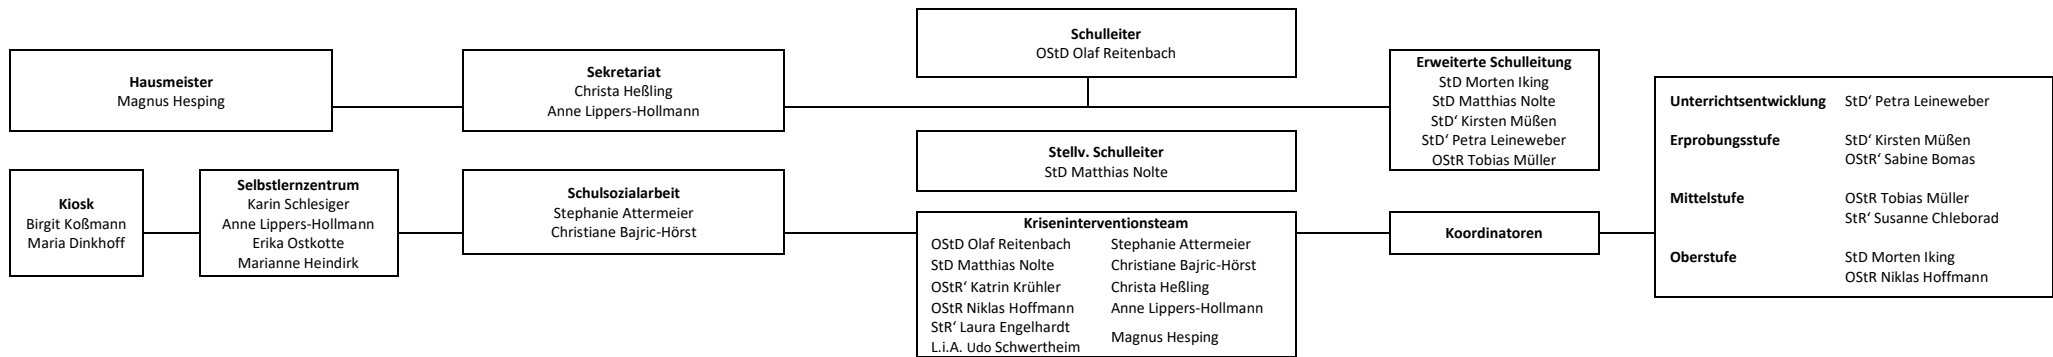 Schulleiter
OStD Olaf Reitenbach
Hausmeister
Magnus Hesping
Sekretariat
Christa Heßling
Anne Lippers-Hollmann
Erweiterte Schulleitung
StD Morten Iking
StD Matthias Nolte
StD‘ Kirsten Müßen
StD‘ Petra Leineweber
OStR Tobias Müller
Stellv. Schulleiter
StD Matthias Nolte
Kiosk
Birgit Koßmann
Maria Dinkhoff
Selbstlernzentrum
Karin Schlesiger
Anne Lippers-Hollmann
Erika Ostkotte
Marianne Heindirk
Schulsozialarbeit
Stephanie Attermeier
Christiane Bajric-Hörst
Kriseninterventionsteam
OStD Olaf Reitenbach Stephanie Attermeier
StD Matthias Nolte Christiane Bajric-Hörst
OStR‘ Katrin Krühler Christa Heßling
OStR Niklas Hoffmann Anne Lippers-Hollmann
StR‘ Laura Engelhardt
L.i.A. Udo Schwertheim
Magnus Hesping
Koordinatoren
Unterrichtsentwicklung StD‘ Petra Leineweber
Erprobungsstufe StD‘ Kirsten Müßen
OStR‘ Sabine Bomas
Mittelstufe OStR Tobias Müller
StR‘ Susanne Chleborad
Oberstufe StD Morten Iking
OStR Niklas Hoffmann